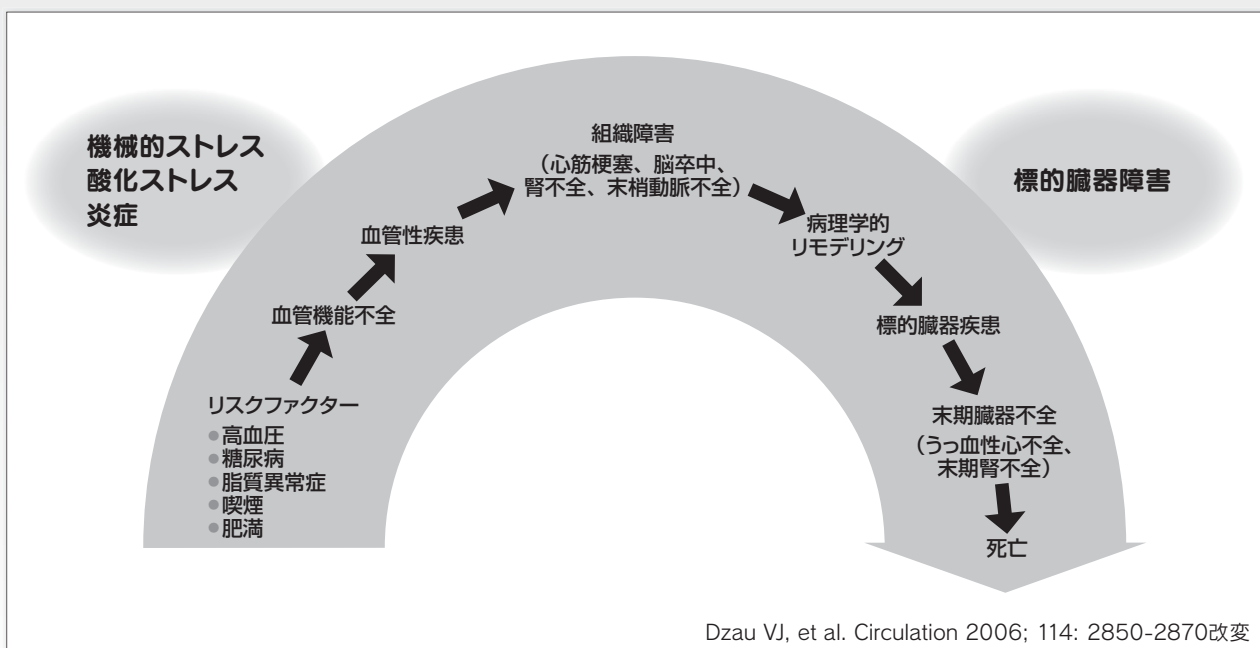 機械的ストレス
酸化ストレス
炎症
組織障害
（心筋梗塞、脳卒中、
腎不全、末梢動脈不全）
標的臓器障害
血管性疾患
病理学的
リモデリング
血管機能不全
標的臓器疾患
リスクファクター
●高血圧
●糖尿病
●脂質異常症
●喫煙
●肥満
末期臓器不全
（うっ血性心不全、
末期腎不全）
死亡
Dzau VJ, et al. Circulation 2006; 114: 2850-2870改変